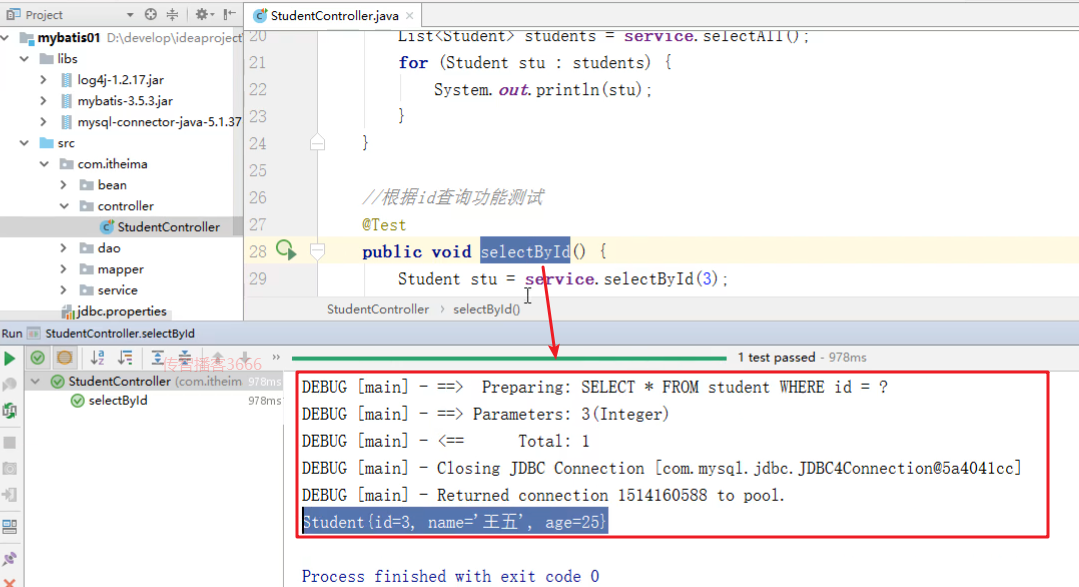 Project
StudentController.java
mybatis01 D:\develop\ideaproject
libs
log4j-1.2.17.jar
mybatis-3.5.3.jar
mysql-connector-java-5.1.37
src
com.itheima
bean
controller
StudentController
dao
mapper
service
jdbc.properties
20 List<Student> students = service.selectAll();
21 for (Student stu : students) {
22 System.out.println(stu);
23 }
24 }
25
26 //根据id查询功能测试
27 @Test
28 public void selectById() {
29 Student stu = service.selectById(3);
StudentController > selectById()
Run StudentController.selectById
传智播客3666
1 test passed - 978ms
StudentController (com.itheim 978ms
selectById 978ms
DEBUG [main] - ==> Preparing: SELECT * FROM student WHERE id = ?
DEBUG [main] - ==> Parameters: 3(Integer)
DEBUG [main] - <== Total: 1
DEBUG [main] - Closing JDBC Connection [com.mysql.jdbc.JDBC4Connection@5a4041cc]
DEBUG [main] - Returned connection 1514160588 to pool.
Student{id=3, name='王五', age=25}
Process finished with exit code 0